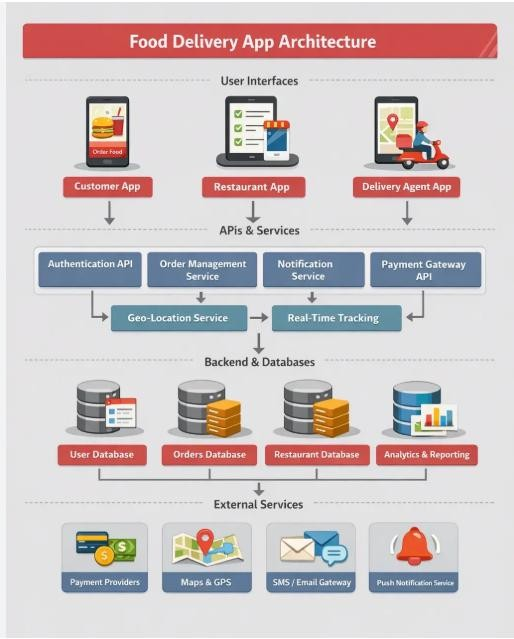 Food Delivery App Architecture
User Interfaces
Order Food
Customer App
Restaurant App
Delivery Agent App
APIs & Services
Authentication API
Order Management
Service
Notification
Service
Payment Gateway
API
Geo-Location Service
Real-Time Tracking
Backend & Databases
User Database
Orders Database
Restaurant Database
Analytics & Reporting
External Services
Payment Providers
Maps & GPS
SMS / Email Gateway
Push Notification Service